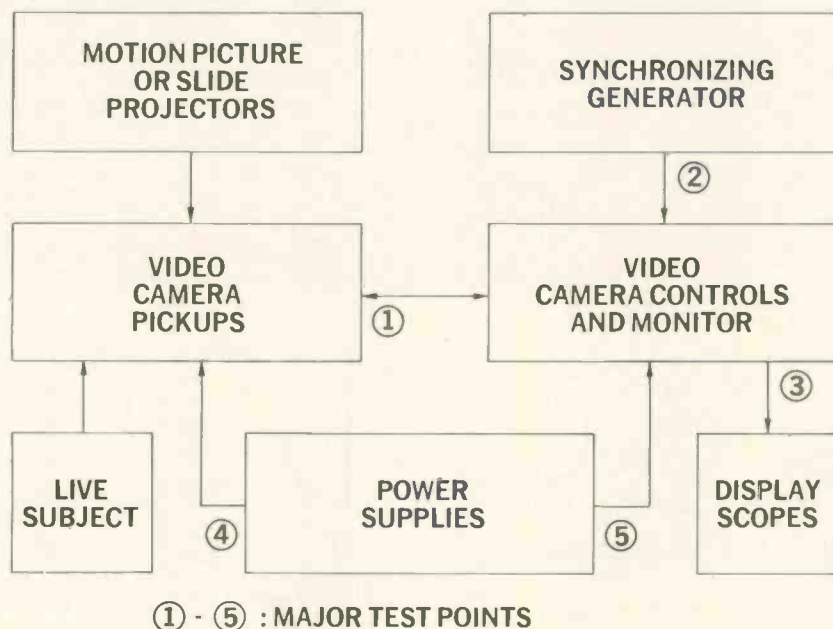 MOTION PICTURE
OR SLIDE
PROJECTORS
SYNCHRONIZING
GENERATOR
②
VIDEO
CAMERA
PICKUPS
①
VIDEO
CAMERA CONTROLS
AND MONITOR
③
LIVE
SUBJECT
④
POWER
SUPPLIES
⑤
DISPLAY
SCOPES
① - ⑤ : MAJOR TEST POINTS